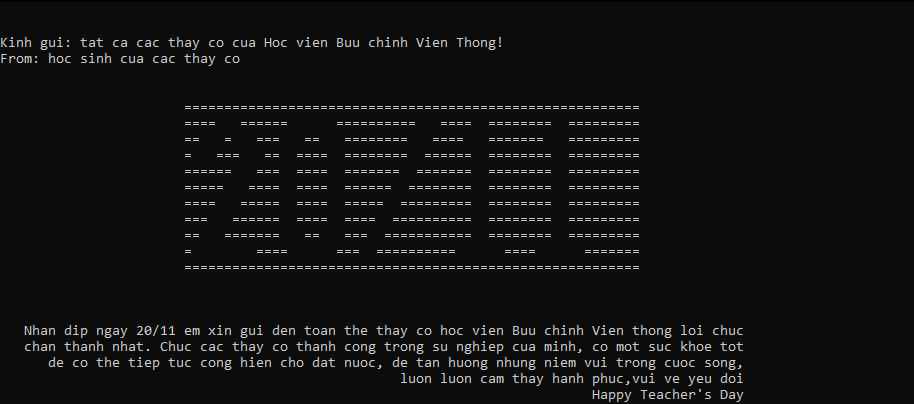 Kinh gui: tat ca cac thay co cua Hoc vien Buu chinh Vien Thong!
From: hoc sinh cua cac thay co
20/11
Nhan dip ngay 20/11 em xin gui den toan the thay co hoc vien Buu chinh Vien thong loi chuc
chan thanh nhat. Chuc cac thay co thanh cong trong su nghiep cua minh, co mot suc khoe tot
de co the tiep tuc cong hien cho dat nuoc, de tan huong nhung niem vui trong cuoc song,
luon luon cam thay hanh phuc,vui ve yeu doi
Happy Teacher's Day